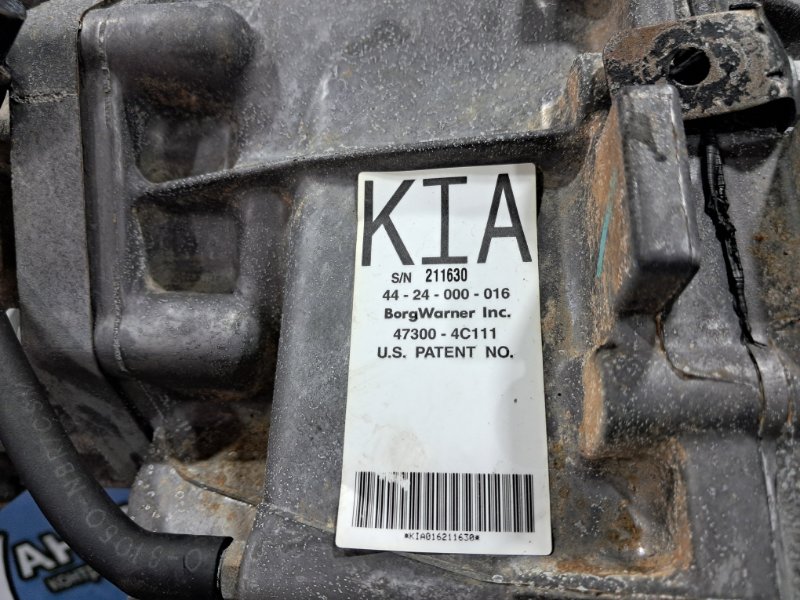 KIA
S/N 211630
44 - 24 - 000 - 016
BorgWarner Inc.
47300 - 4C111
U.S. PATENT NO.
*KIA016211630*